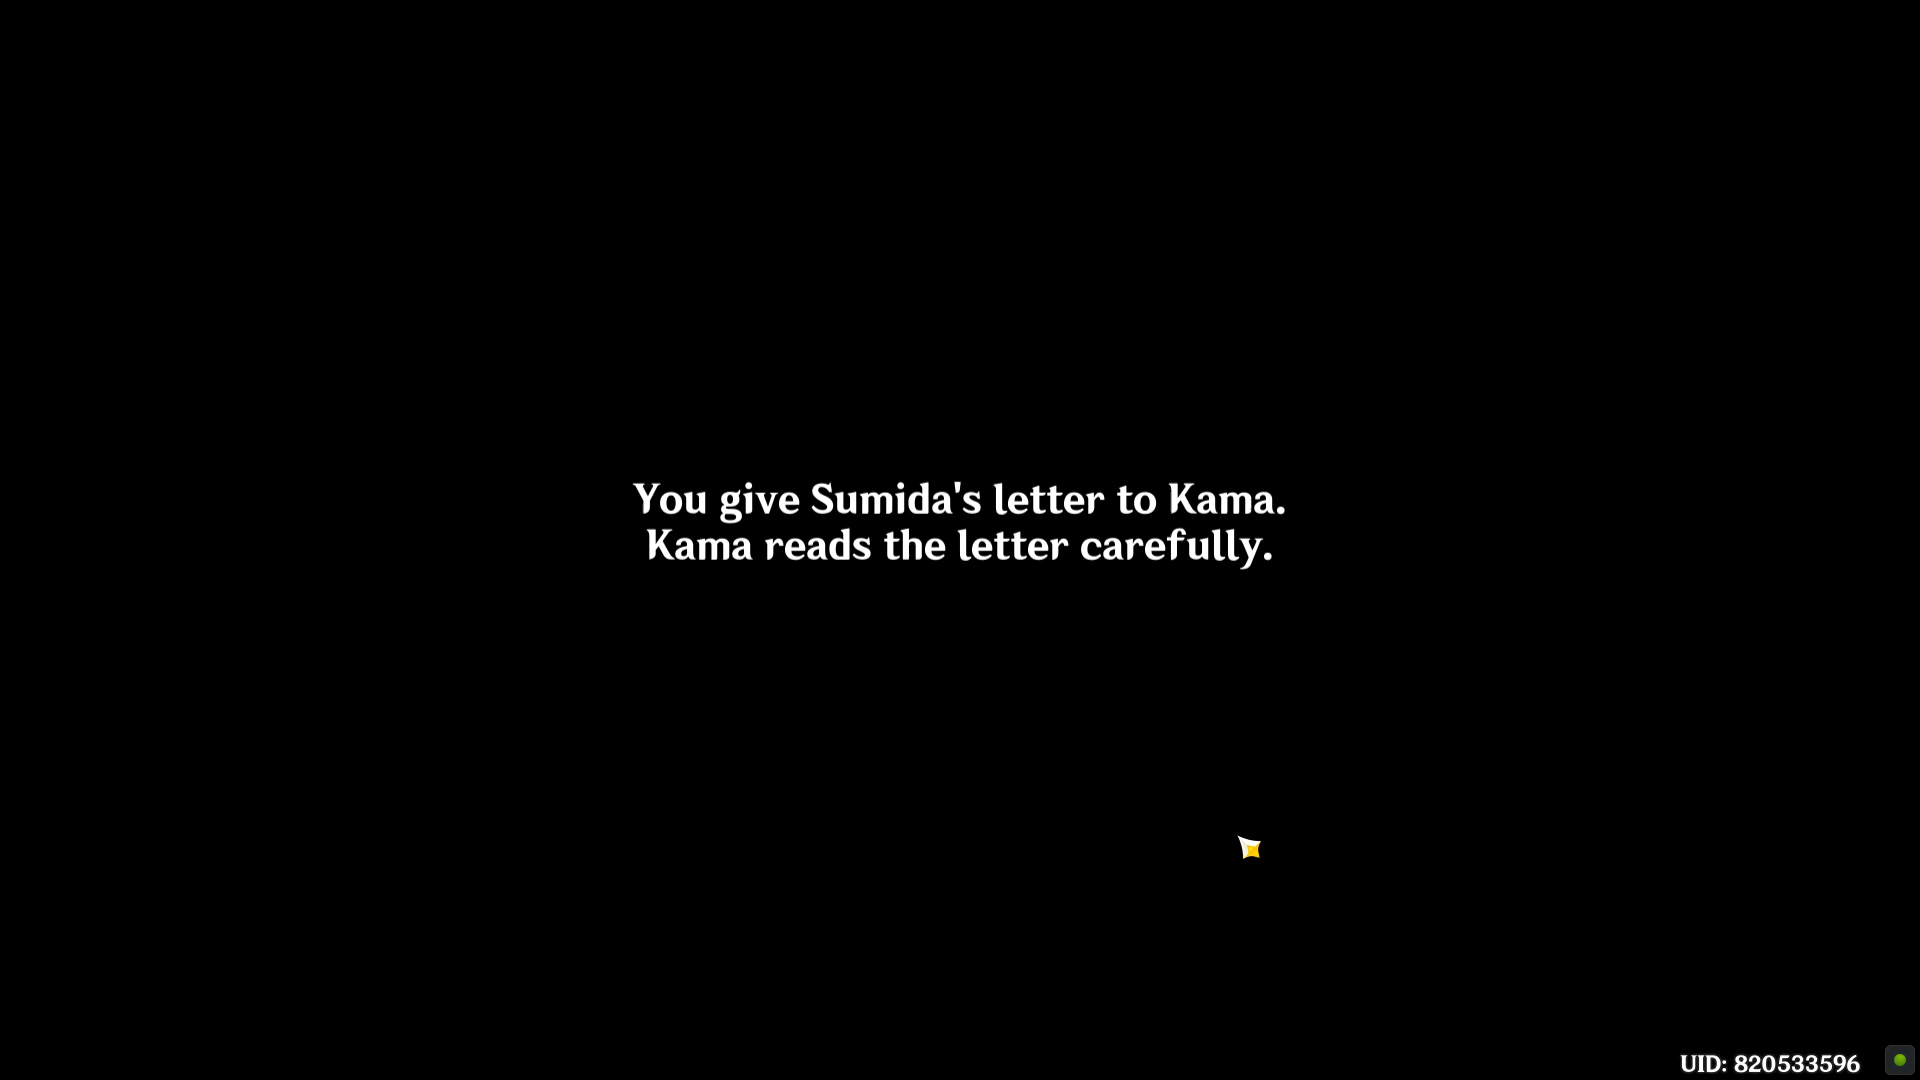 You give Sumida's letter to Kama.
Kama reads the letter carefully.
UID: 820533596